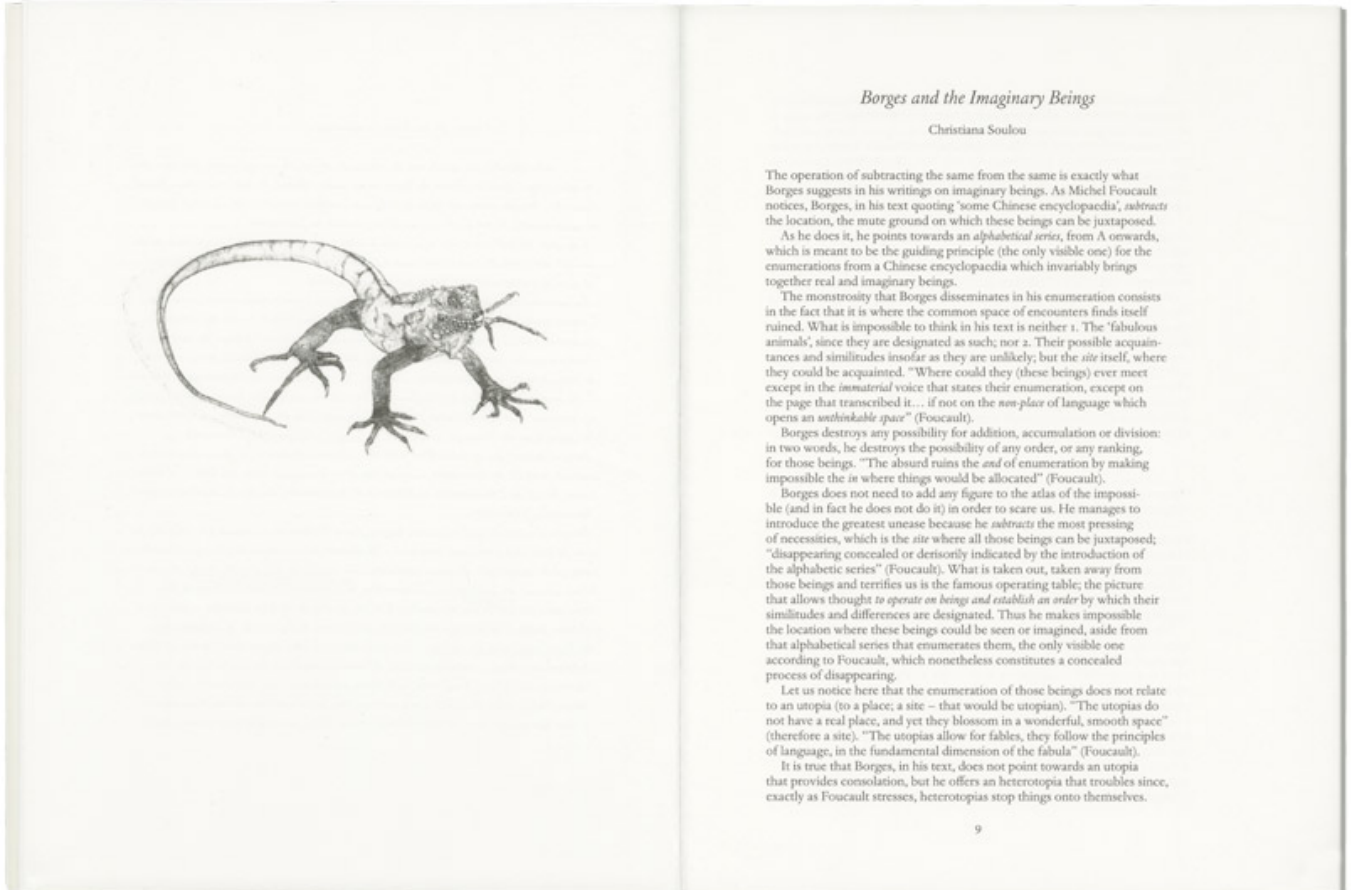 Borges and the Imaginary Beings
Christiana Soulou
The operation of subtracting the same from the same is exactly what
Borges suggests in his writings on imaginary beings. As Michel Foucault
notices, Borges, in his text quoting ‘some Chinese encyclopaedia’, subtracts
the location, the mute ground on which these beings can be juxtaposed.
As he does it, he points towards an alphabetical series, from A onwards,
which is meant to be the guiding principle (the only visible one) for the
enumerations from a Chinese encyclopaedia which invariably brings
together real and imaginary beings.
The monstrosity that Borges disseminates in his enumeration consists
in the fact that it is where the common space of encounters finds itself
ruined. What is impossible to think in his text is neither 1. The ‘fabulous
animals’, since they are designated as such; nor 2. Their possible acquain-
tances and similitudes insofar as they are unlikely; but the site itself, where
they could be acquainted. “Where could they (these beings) ever meet
except in the immaterial voice that states their enumeration, except on
the page that transcribed it… if not on the non-place of language which
opens an unthinkable space” (Foucault).
Borges destroys any possibility for addition, accumulation or division:
in two words, he destroys the possibility of any order, or any ranking,
for those beings. “The absurd ruins the and of enumeration by making
impossible the in where things would be allocated” (Foucault).
Borges does not need to add any figure to the atlas of the impossi-
ble (and in fact he does not do it) in order to scare us. He manages to
introduce the greatest unease because he subtracts the most pressing
of necessities, which is the site where all those beings can be juxtaposed;
“disappearing concealed or derisorily indicated by the introduction of
the alphabetic series” (Foucault). What is taken out, taken away from
those beings and terrifies us is the famous operating table; the picture
that allows thought to operate on beings and establish an order by which their
similitudes and differences are designated. Thus he makes impossible
the location where these beings could be seen or imagined, aside from
that alphabetical series that enumerates them, the only visible one
according to Foucault, which nonetheless constitutes a concealed
process of disappearing.
Let us notice here that the enumeration of those beings does not relate
to an utopia (to a place; a site – that would be utopian). “The utopias do
not have a real place, and yet they blossom in a wonderful, smooth space”
(therefore a site). “The utopias allow for fables, they follow the principles
of language, in the fundamental dimension of the fabula” (Foucault).
It is true that Borges, in his text, does not point towards an utopia
that provides consolation, but he offers an heterotopia that troubles since,
exactly as Foucault stresses, heterotopias stop things onto themselves.
9